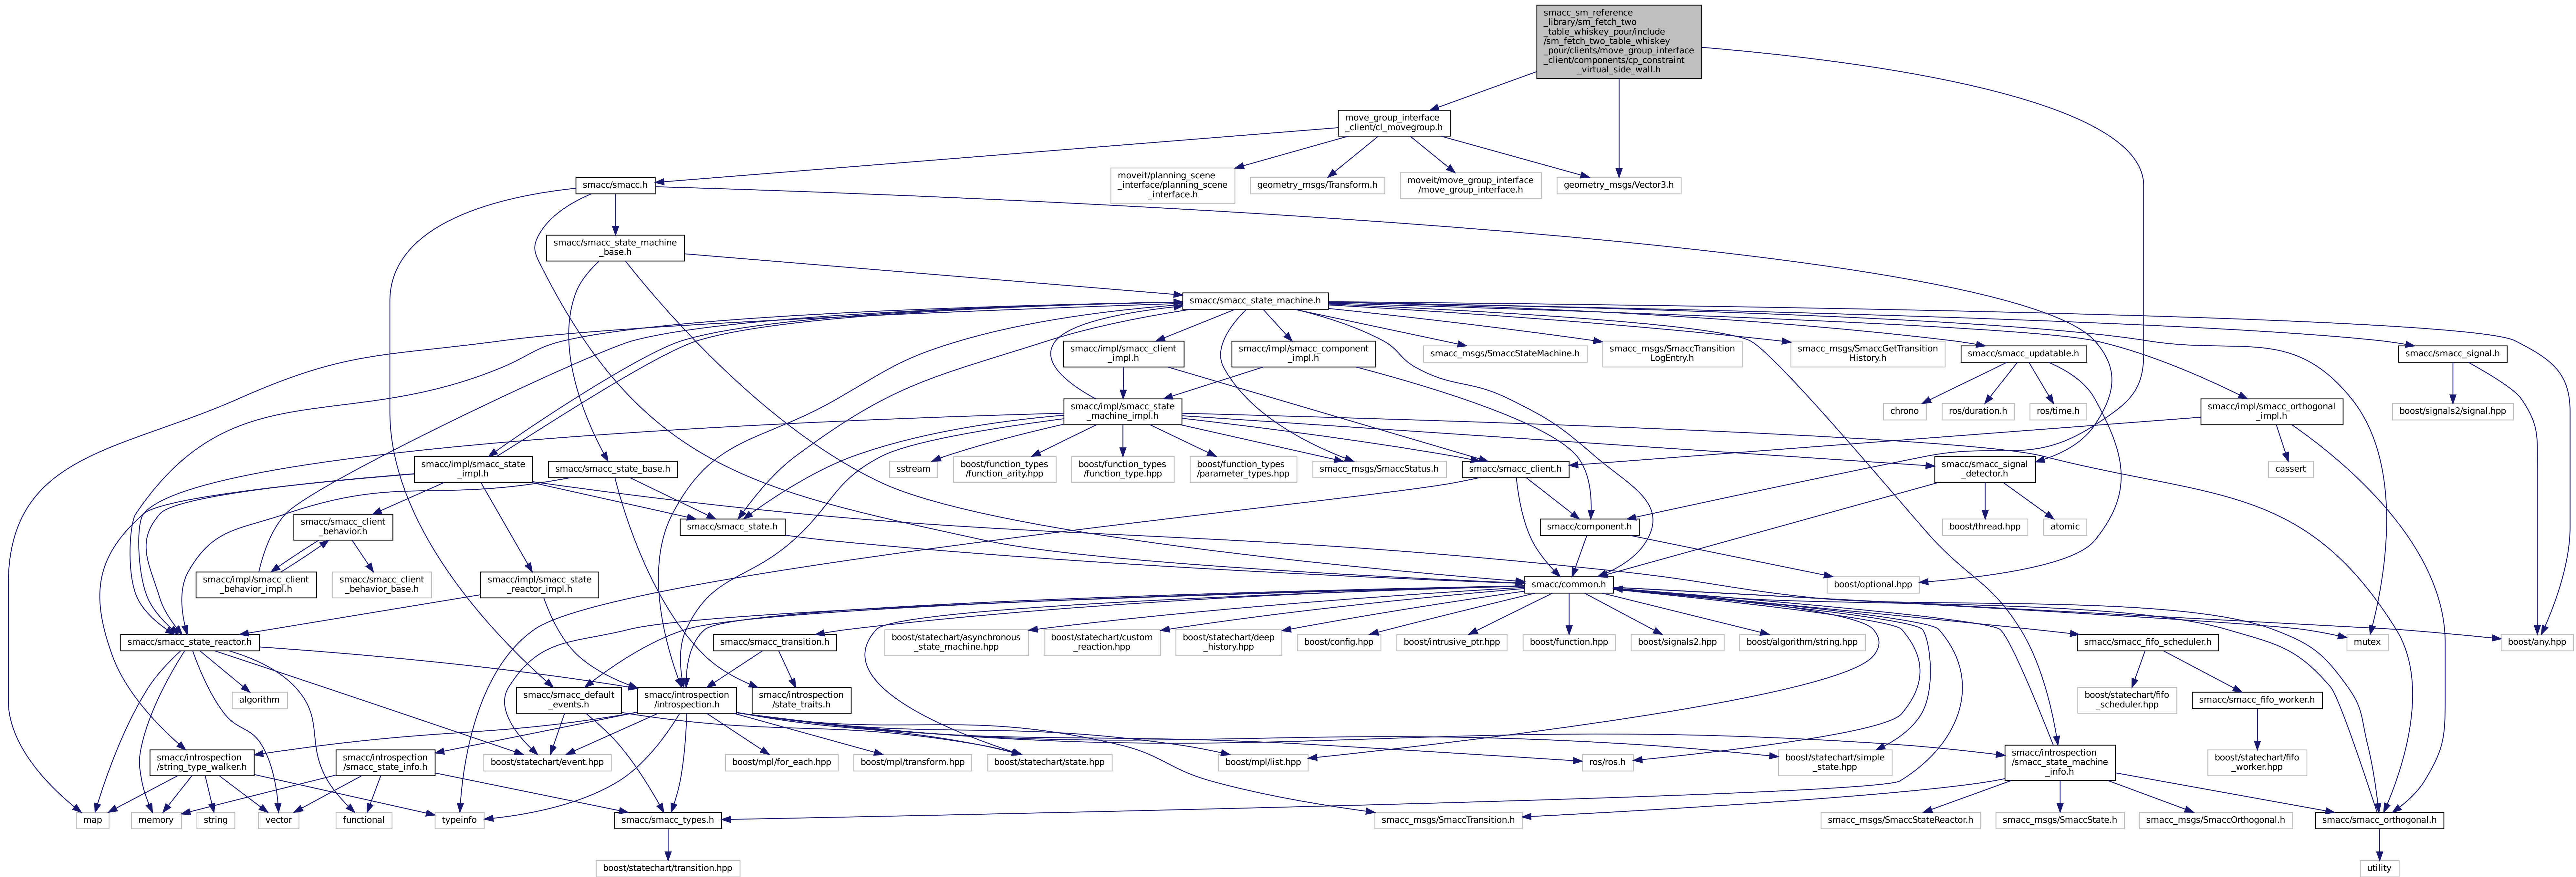 smacc_sm_reference
_library/sm_fetch_two
_table_whiskey_pour/include
/sm_fetch_two_table_whiskey
_pour/clients/move_group_interface
_client/components/cp_constraint
_virtual_side_wall.h
move_group_interface
_client/cl_movegroup.h
smacc/smacc.h
moveit/planning_scene
_interface/planning_scene
_interface.h
geometry_msgs/Transform.h
moveit/move_group_interface
/move_group_interface.h
geometry_msgs/Vector3.h
smacc/smacc_state_machine
_base.h
smacc/smacc_state_machine.h
smacc/impl/smacc_client
_impl.h
smacc/impl/smacc_component
_impl.h
smacc_msgs/SmaccStateMachine.h
smacc_msgs/SmaccTransition
LogEntry.h
smacc_msgs/SmaccGetTransition
History.h
smacc/smacc_updatable.h
smacc/smacc_signal.h
smacc/impl/smacc_state
_machine_impl.h
chrono
ros/duration.h
ros/time.h
smacc/impl/smacc_orthogonal
_impl.h
boost/signals2/signal.hpp
smacc/impl/smacc_state
_impl.h
smacc/smacc_state_base.h
sstream
boost/function_types
/function_arity.hpp
boost/function_types
/function_type.hpp
boost/function_types
/parameter_types.hpp
smacc_msgs/SmaccStatus.h
smacc/smacc_client.h
smacc/smacc_signal
_detector.h
cassert
smacc/smacc_client
_behavior.h
smacc/smacc_state.h
smacc/component.h
boost/thread.hpp
atomic
smacc/impl/smacc_client
_behavior_impl.h
smacc/smacc_client
_behavior_base.h
smacc/impl/smacc_state
_reactor_impl.h
smacc/common.h
boost/optional.hpp
smacc/smacc_state_reactor.h
smacc/smacc_transition.h
boost/statechart/asynchronous
_state_machine.hpp
boost/statechart/custom
_reaction.hpp
boost/statechart/deep
_history.hpp
boost/config.hpp
boost/intrusive_ptr.hpp
boost/function.hpp
boost/signals2.hpp
boost/algorithm/string.hpp
smacc/smacc_fifo_scheduler.h
mutex
boost/any.hpp
algorithm
smacc/smacc_default
_events.h
smacc/introspection
/introspection.h
smacc/introspection
/state_traits.h
boost/statechart/fifo
_scheduler.hpp
smacc/smacc_fifo_worker.h
smacc/introspection
/string_type_walker.h
smacc/introspection
/smacc_state_info.h
boost/statechart/event.hpp
boost/mpl/for_each.hpp
boost/mpl/transform.hpp
boost/statechart/state.hpp
boost/mpl/list.hpp
ros/ros.h
boost/statechart/simple
_state.hpp
smacc/introspection
/smacc_state_machine
_info.h
boost/statechart/fifo
_worker.hpp
map
memory
string
vector
functional
typeinfo
smacc/smacc_types.h
smacc_msgs/SmaccTransition.h
smacc_msgs/SmaccStateReactor.h
smacc_msgs/SmaccState.h
smacc_msgs/SmaccOrthogonal.h
smacc/smacc_orthogonal.h
boost/statechart/transition.hpp
utility